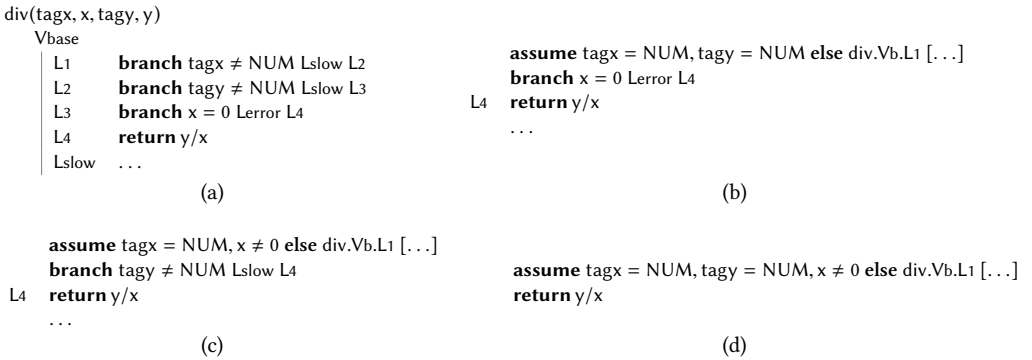 div(tagx, x, tagy, y)
Vbase
L1 branch tagx ≠ NUM Lslow L2
L2 branch tagy ≠ NUM Lslow L3
L3 branch x = 0 Lerror L4
L4 return y/x
Lslow ...
(a)
assume tagx = NUM, tagy = NUM else div.Vb.L1 [...]
branch x = 0 Lerror L4
L4 return y/x
...
(b)
assume tagx = NUM, x ≠ 0 else div.Vb.L1 [...]
branch tagy ≠ NUM Lslow L4
L4 return y/x
...
(c)
assume tagx = NUM, tagy = NUM, x ≠ 0 else div.Vb.L1 [...]
return y/x
(d)